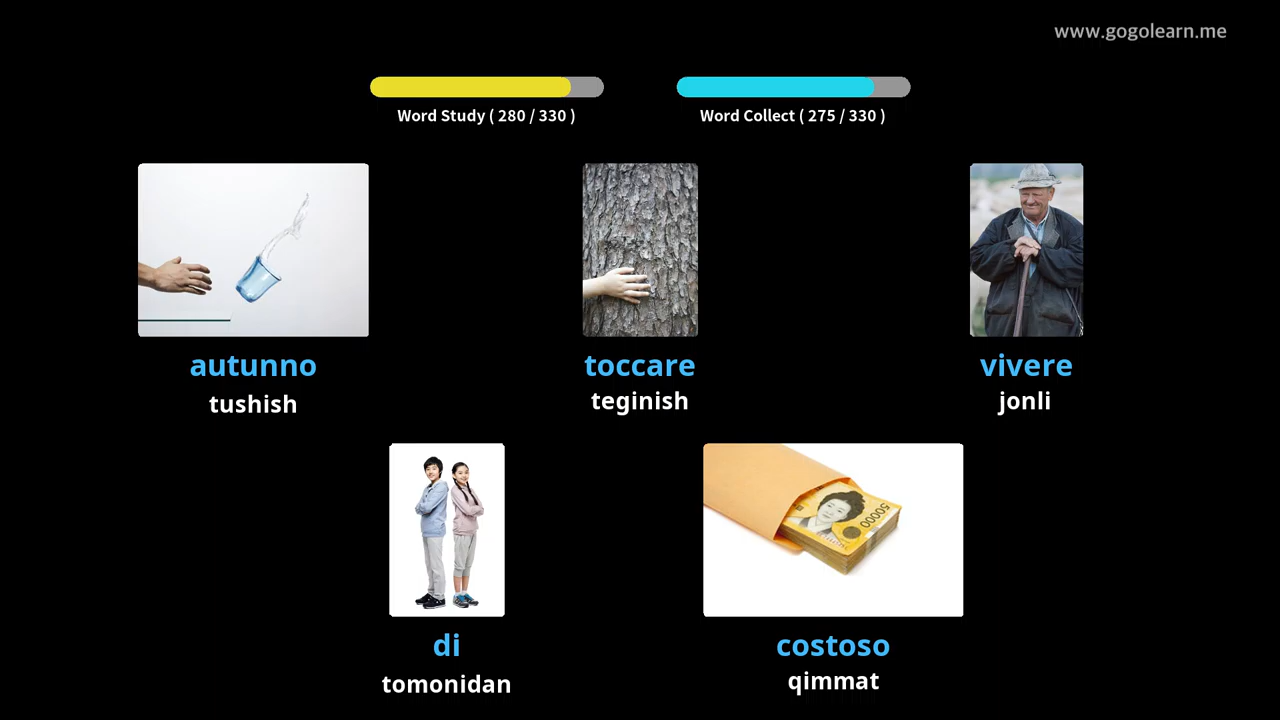 www.gogolearn.me
Word Study ( 280 / 330 )
Word Collect ( 275 / 330 )
autunno
tushish
toccare
teginish
vivere
jonli
di
tomonidan
costoso
qimmat
50000